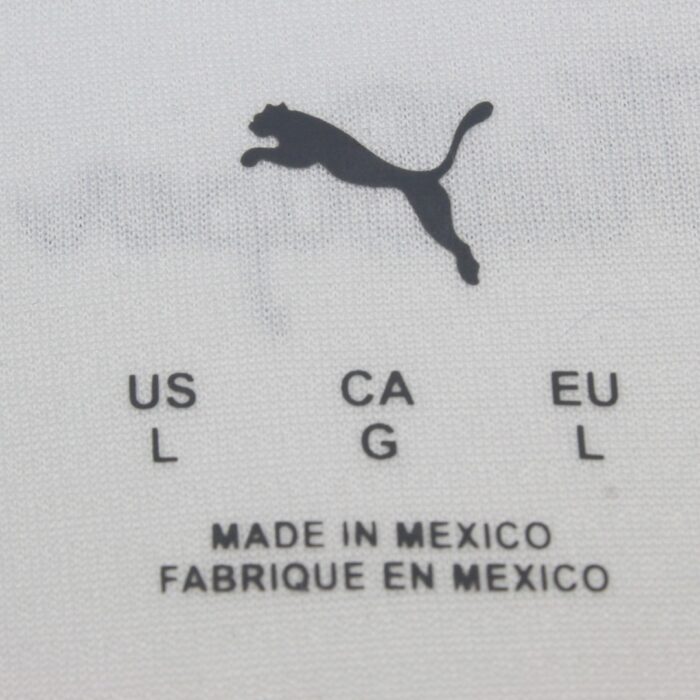 US CA EU
L G L
MADE IN MEXICO
FABRIQUE EN MEXICO